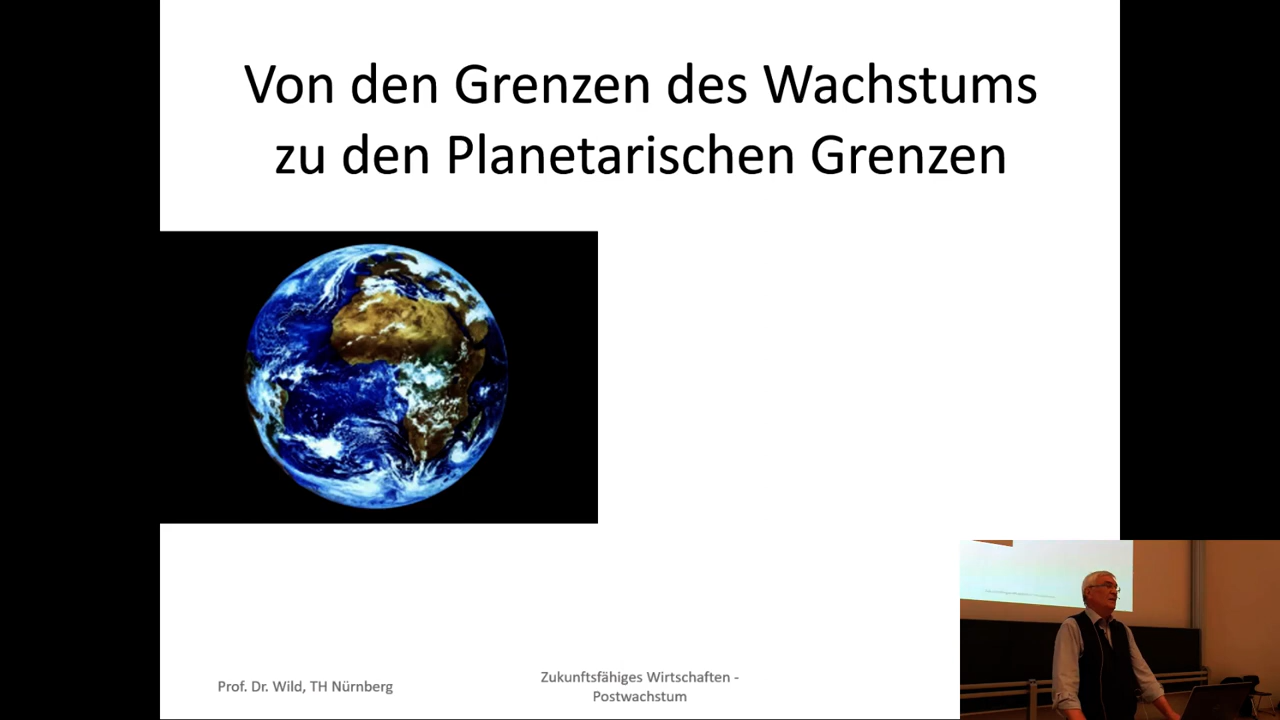 Von den Grenzen des Wachstums
zu den Planetarischen Grenzen
Prof. Dr. Wild, TH Nürnberg
Zukunftsfähiges Wirtschaften -
Postwachstum